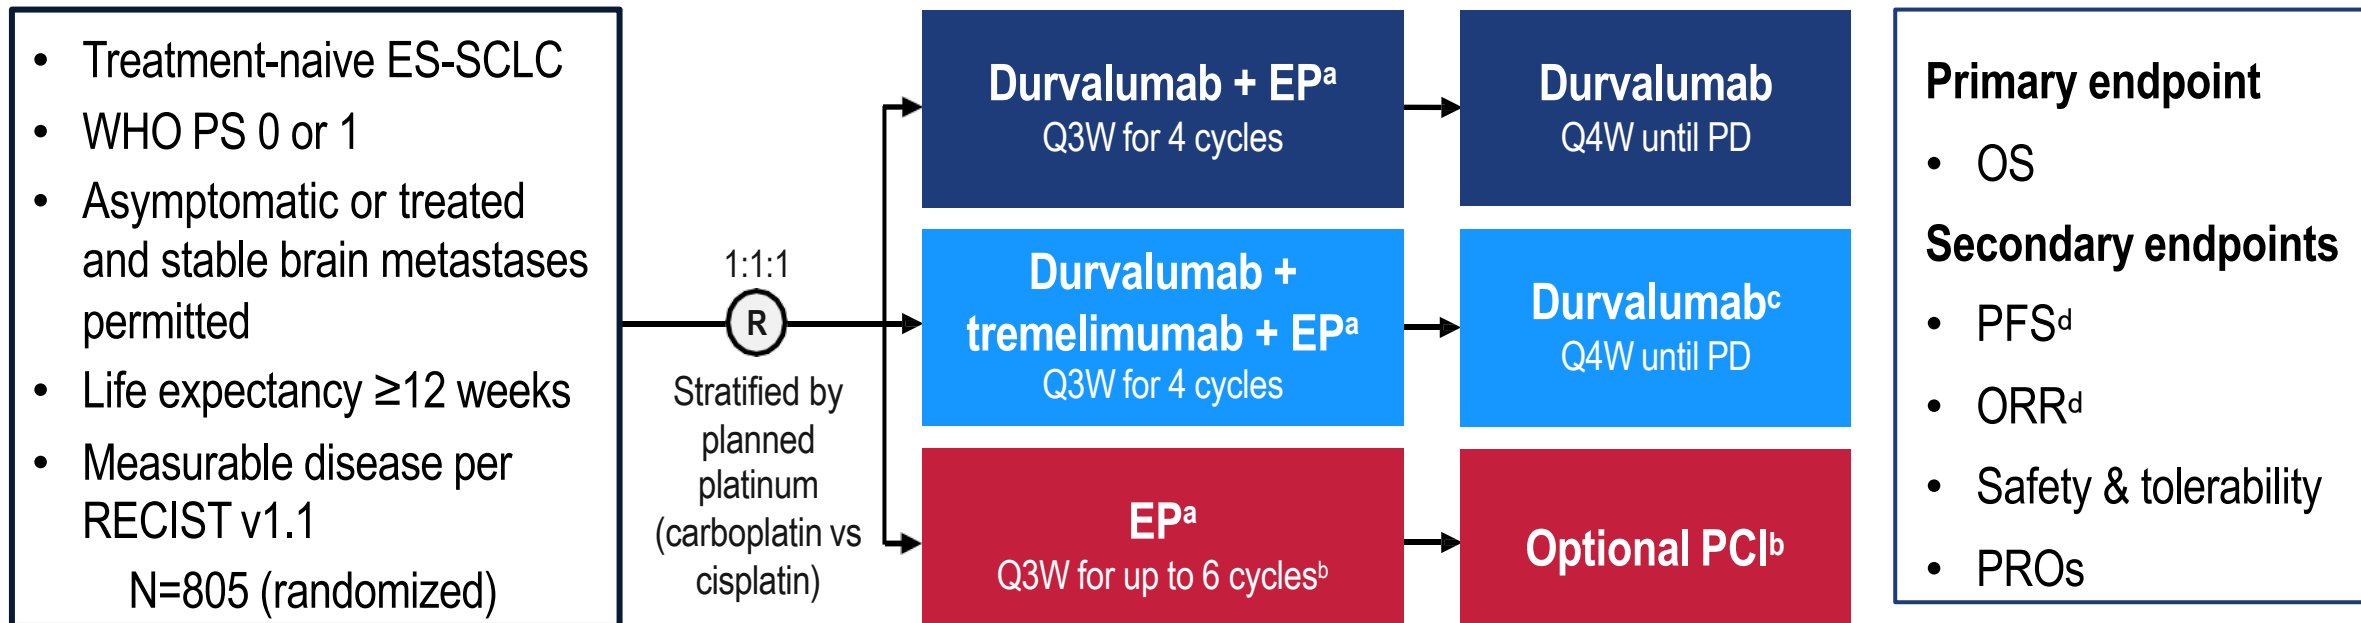 • Treatment-naive ES-SCLC
• WHO PS 0 or 1
• Asymptomatic or treated
and stable brain metastases
permitted
• Life expectancy ≥12 weeks
• Measurable disease per
RECIST v1.1
N=805 (randomized)
1:1:1
R
Stratified by
planned
platinum
(carboplatin vs
cisplatin)
Durvalumab + EPᵃ
Q3W for 4 cycles
Durvalumab
Q4W until PD
Durvalumab +
tremelimumab + EPᵃ
Q3W for 4 cycles
Durvalumabᶜ
Q4W until PD
EPᵃ
Q3W for up to 6 cyclesᵇ
Optional PCIᵇ
Primary endpoint
• OS
Secondary endpoints
• PFSᵈ
• ORRᵈ
• Safety & tolerability
• PROs